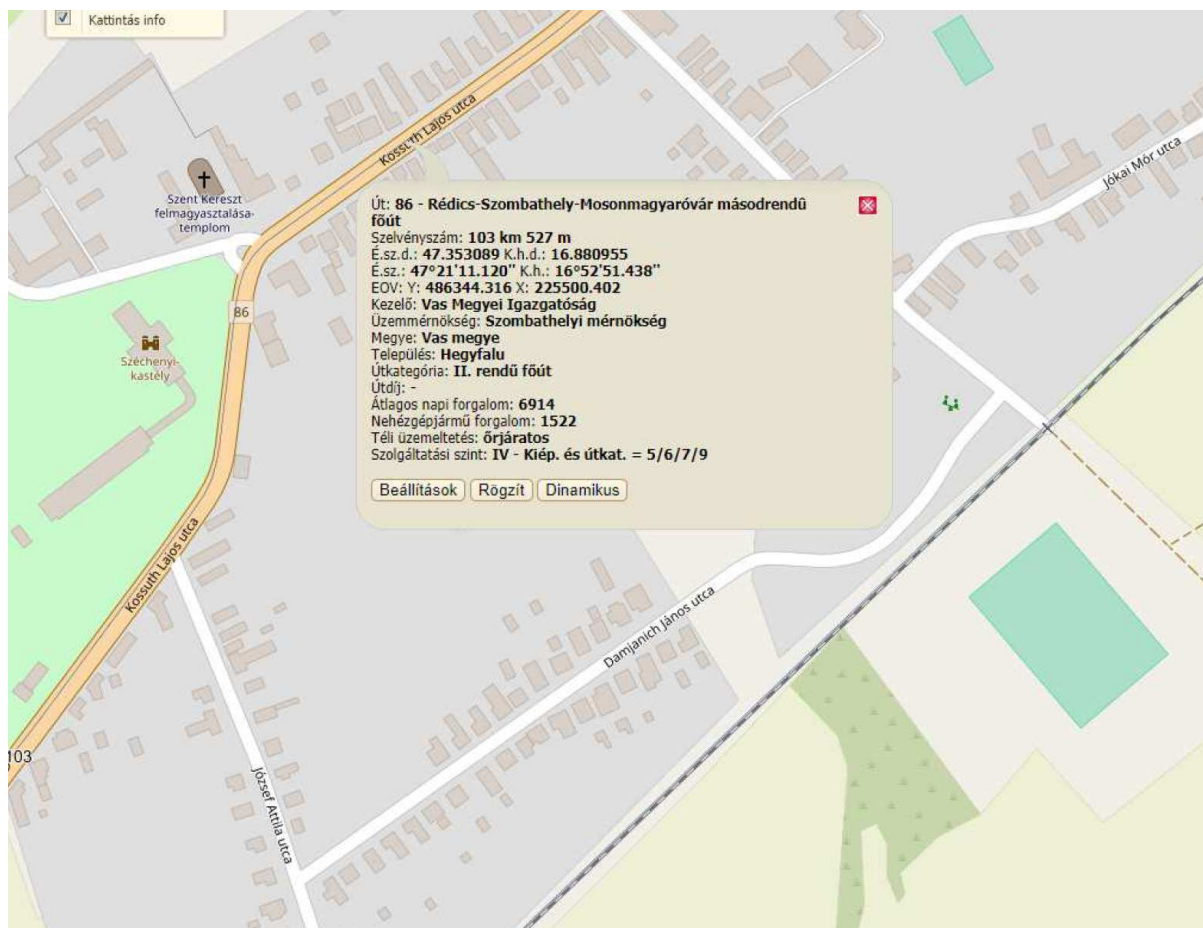 Kattintás info
Kossuth Lajos utca
Jókai Mór utca
Szent Kereszt
felmagyasztalása-
templom
Út: 86 - Rédics-Szombathely-Mosonmagyaróvár másodrendû
fõút
Szelvényszám: 103 km 527 m
É.sz.d.: 47.353089 K.h.d.: 16.880955
É.sz.: 47°21'11.120'' K.h.: 16°52'51.438''
EOV: Y: 486344.316 X: 225500.402
Kezelő: Vas Megyei Igazgatóság
Üzemmérnökség: Szombathelyi mérnökség
Megye: Vas megye
Település: Hegyfalu
Útkategória: II. rendű főút
Útdíj: -
Átlagos napi forgalom: 6914
Nehézgépjármű forgalom: 1522
Téli üzemeltetés: őrjáratos
Szolgáltatási szint: IV - Kiép. és útkat. = 5/6/7/9
Beállítások Rögzít Dinamikus
86
Széchenyi-
kastély
Kossuth Lajos utca
Damjanich János utca
103
József Attila utca